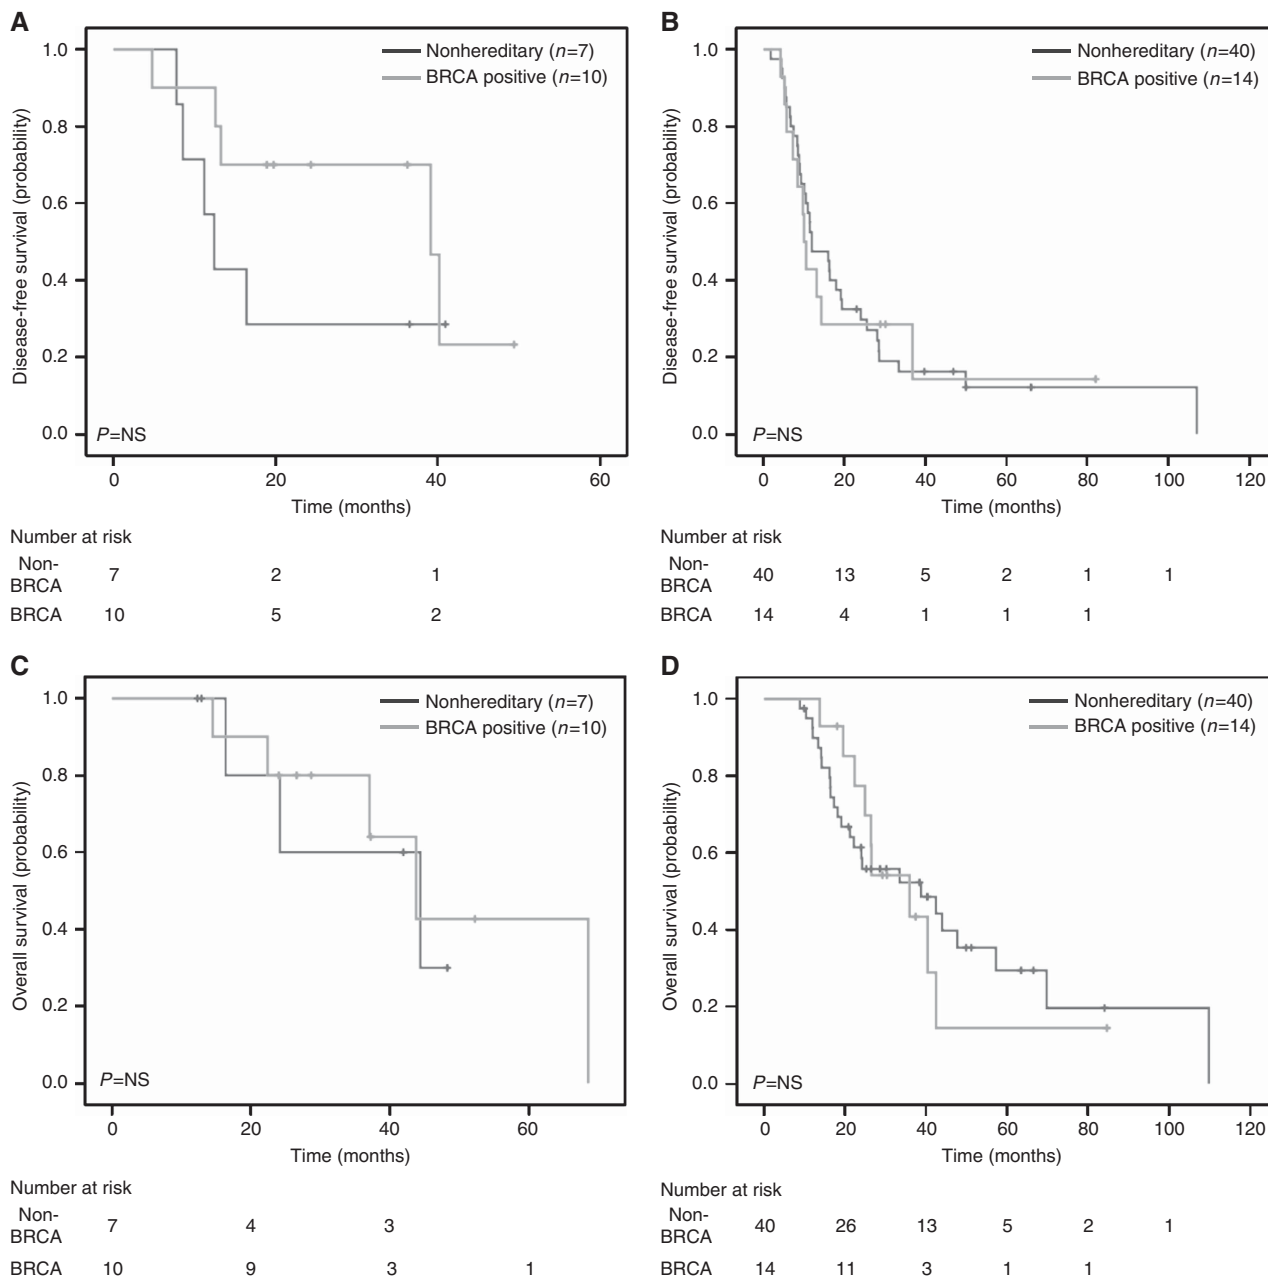 A
Disease-free survival (probability)
1.0
0.8
0.6
0.4
0.2
0.0
Nonhereditary (n=7)
BRCA positive (n=10)
P=NS
0 20 40 60
Time (months)
Number at risk
Non-
BRCA 7 2 1
BRCA 10 5 2
B
Disease-free survival (probability)
1.0
0.8
0.6
0.4
0.2
0.0
Nonhereditary (n=40)
BRCA positive (n=14)
P=NS
0 20 40 60 80 100 120
Time (months)
Number at risk
Non-
BRCA 40 13 5 2 1 1
BRCA 14 4 1 1 1
C
Overall survival (probability)
1.0
0.8
0.6
0.4
0.2
0.0
Nonhereditary (n=7)
BRCA positive (n=10)
P=NS
0 20 40 60
Time (months)
Number at risk
Non-
BRCA 7 4 3
BRCA 10 9 3 1
D
Overall survival (probability)
1.0
0.8
0.6
0.4
0.2
0.0
Nonhereditary (n=40)
BRCA positive (n=14)
P=NS
0 20 40 60 80 100 120
Time (months)
Number at risk
Non-
BRCA 40 26 13 5 2 1
BRCA 14 11 3 1 1